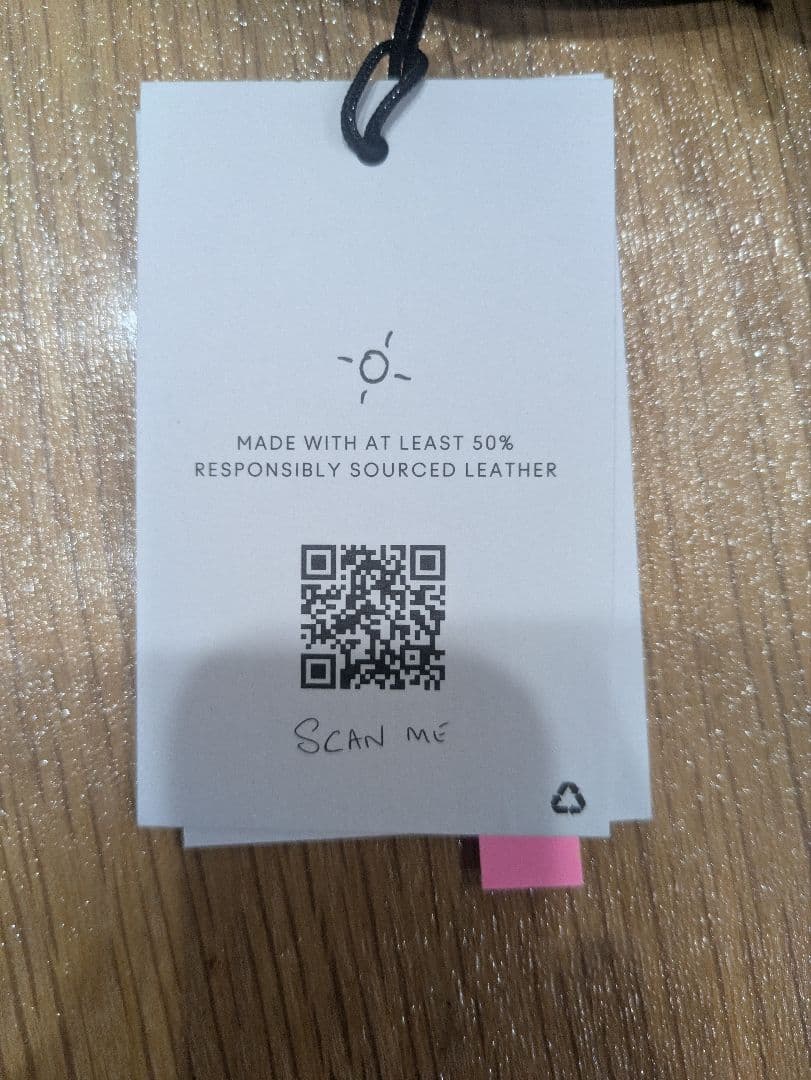 MADE WITH AT LEAST 50%
RESPONSIBLY SOURCED LEATHER
SCAN ME